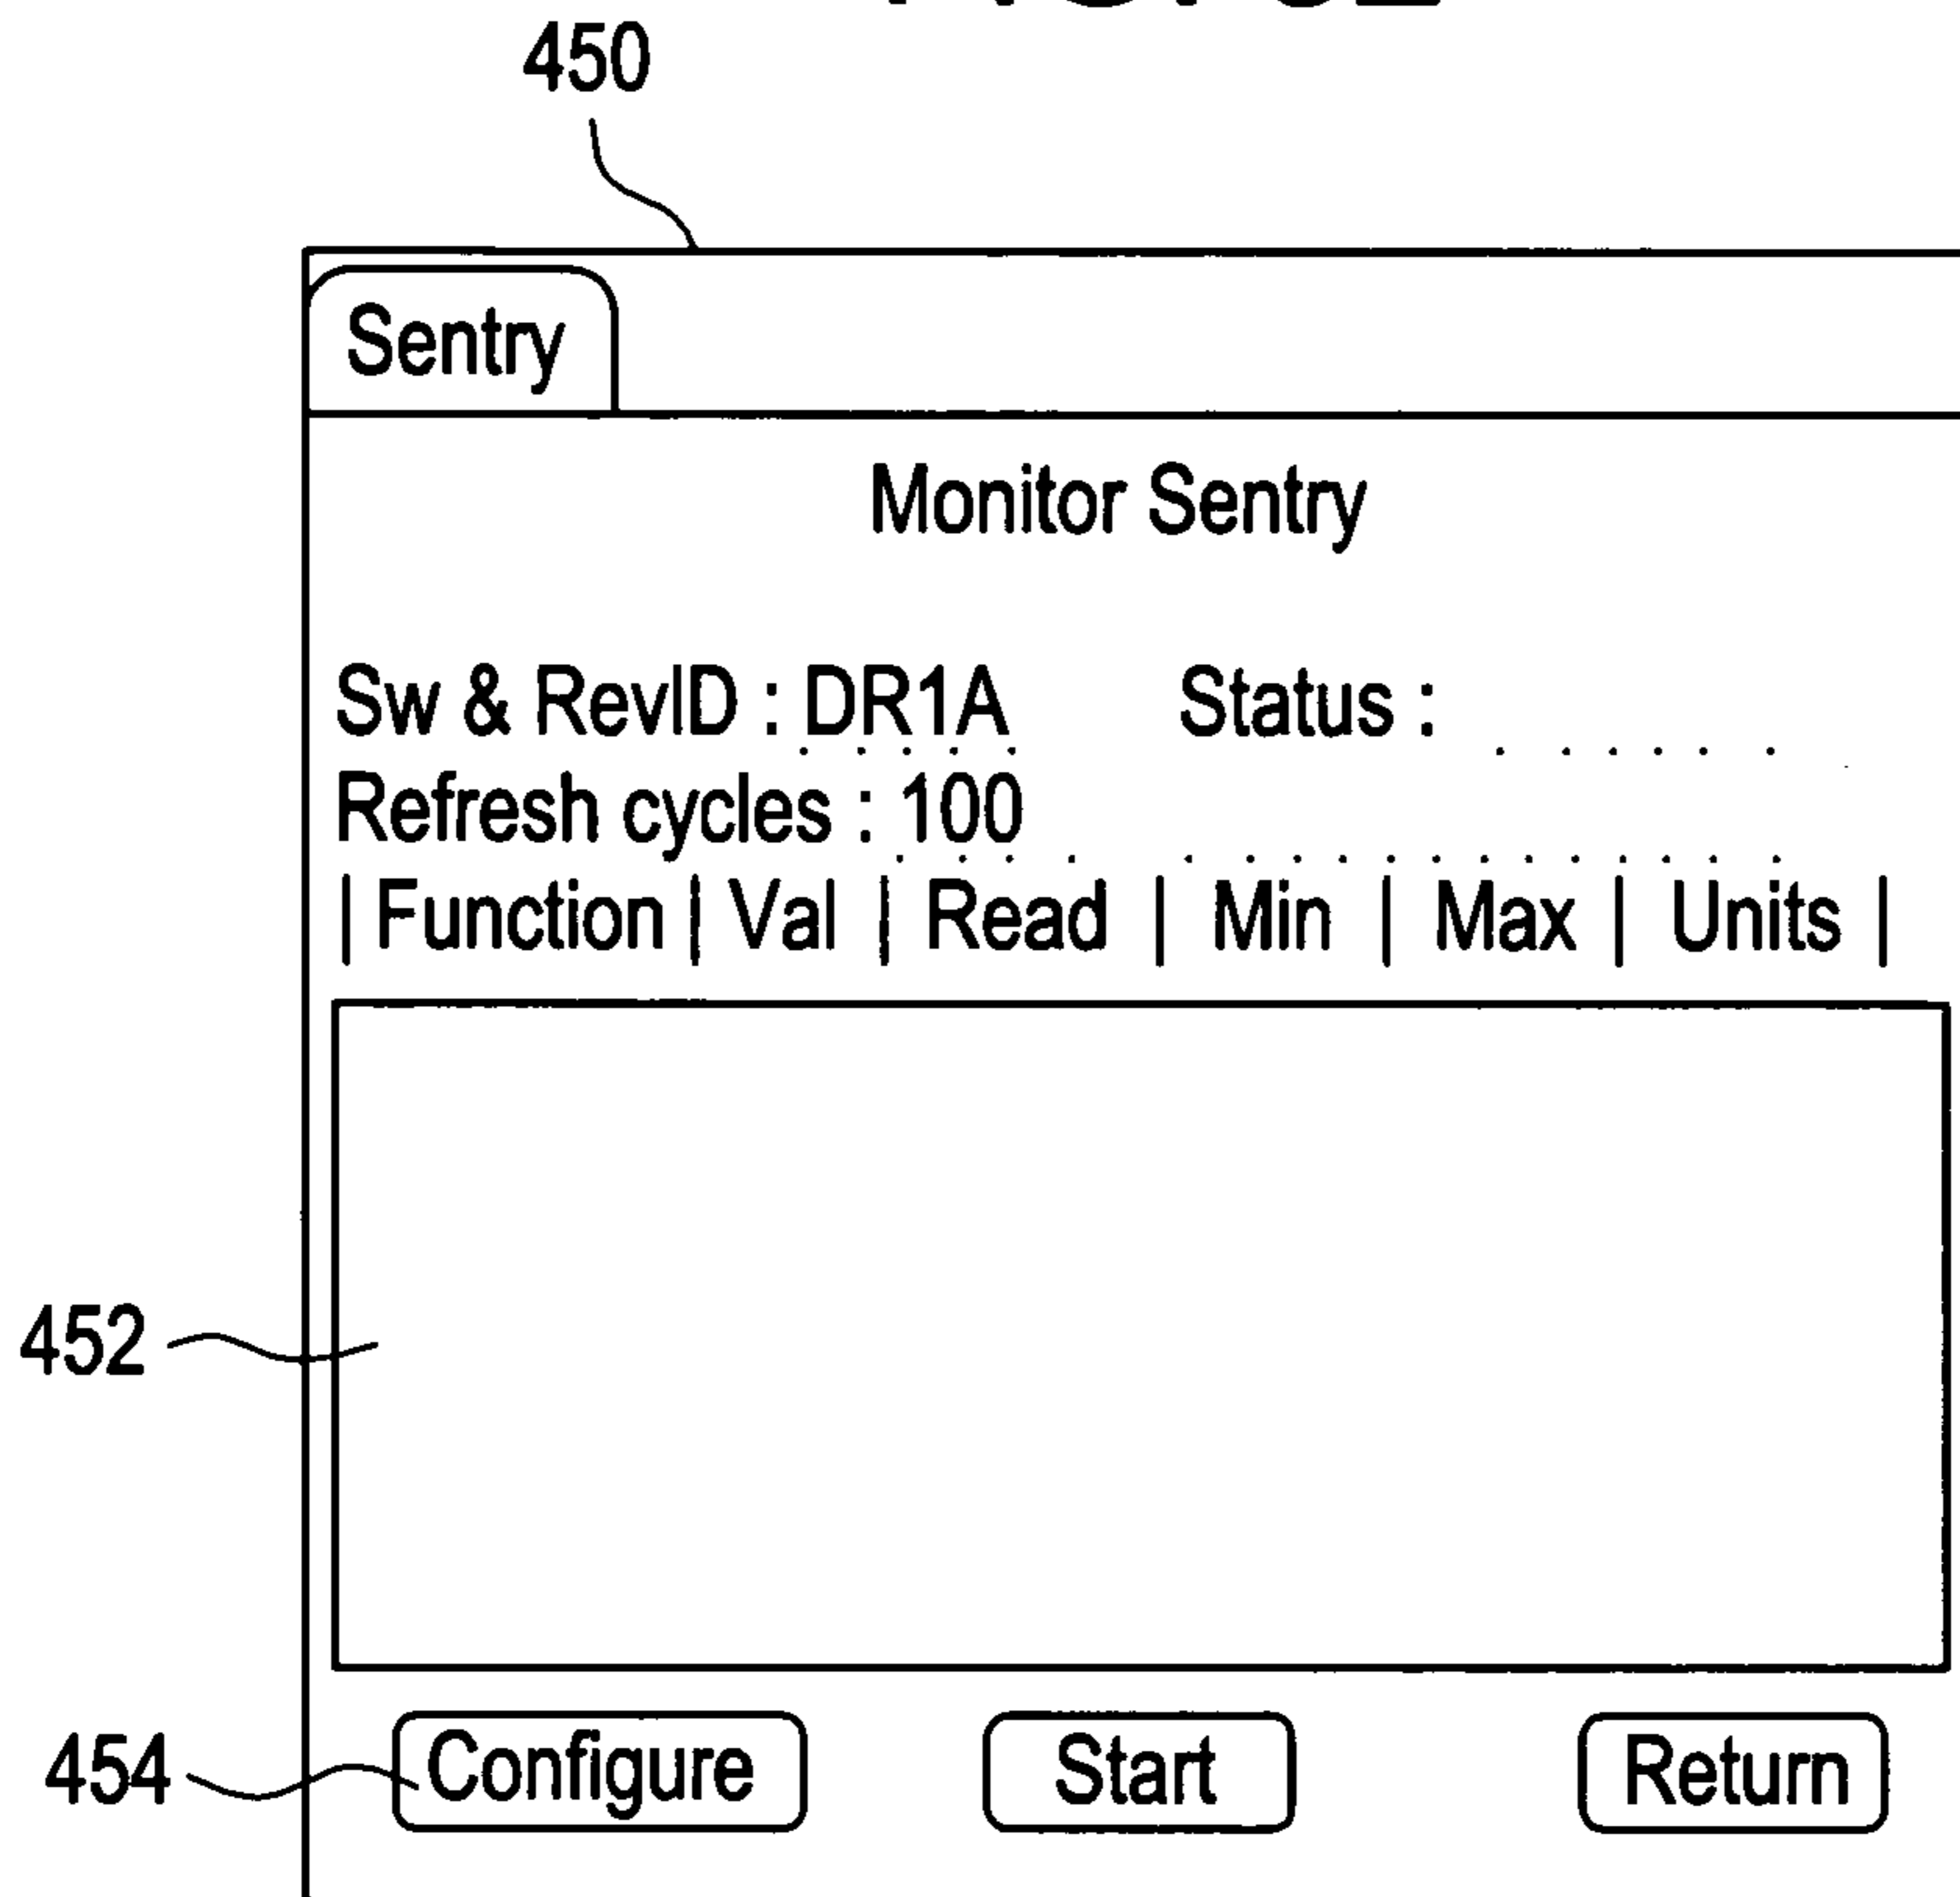 450
Sentry
Monitor Sentry
Sw & RevID : DR1A Status :
Refresh cycles : 100
| Function | Val | Read | Min | Max | Units |
452
454 Configure Start Return